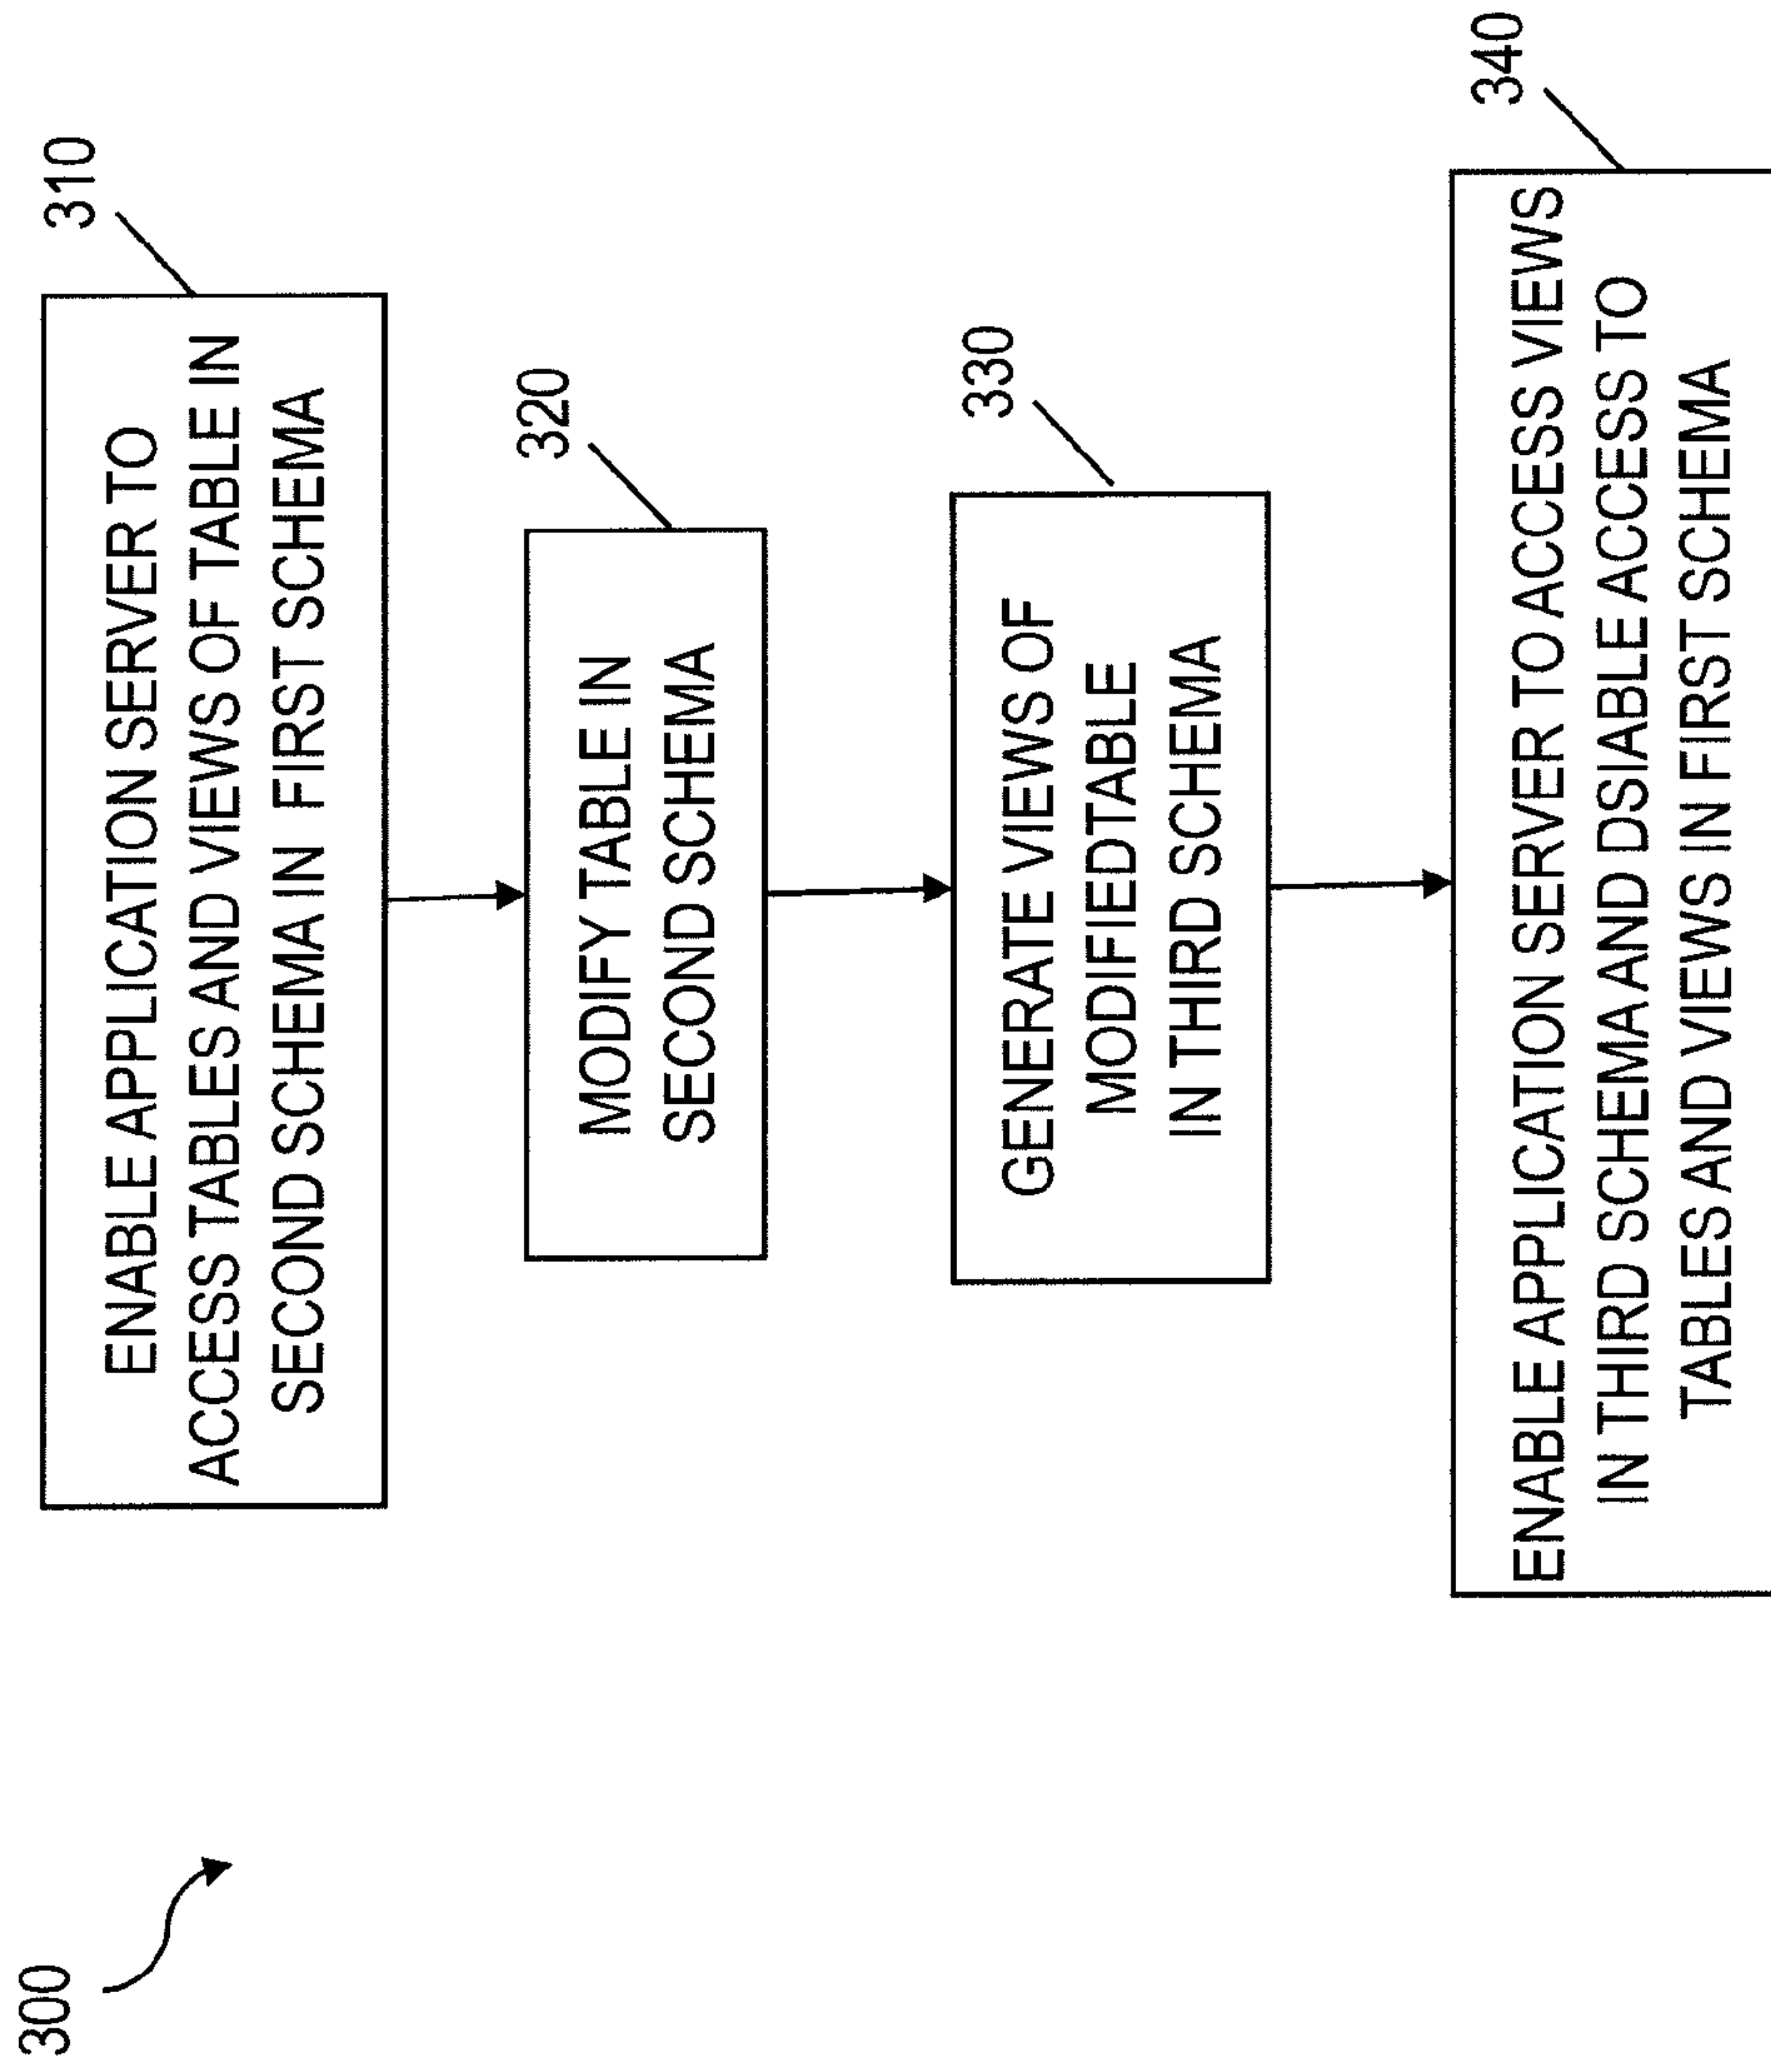 300
310
ENABLE APPLICATION SERVER TO
ACCESS TABLES AND VIEWS OF TABLE IN
SECOND SCHEMA IN FIRST SCHEMA
320
MODIFY TABLE IN
SECOND SCHEMA
330
GENERATE VIEWS OF
MODIFIEDTABLE
IN THIRD SCHEMA
340
ENABLE APPLICATION SERVER TO ACCESS VIEWS
IN THIRD SCHEMA AND DSIABLE ACCESS TO
TABLES AND VIEWS IN FIRST SCHEMA